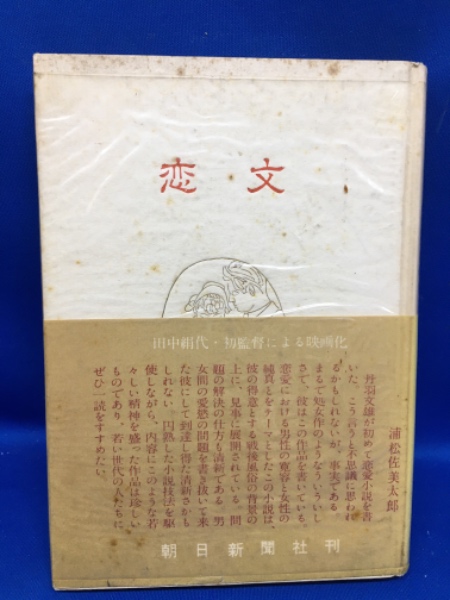 恋文
田中絹代・初監督による映画化
浦松佐美太郎
丹羽文雄が初めて恋愛小説を書
いた、こう言うと不思議に思われ
るかもしれないが、事実である。
まるで処女作のようなういうい
しさで、彼はこの作品を書いている。
恋愛における男性の寛容と女性の
純真とをテーマとしたこの小説は、
彼の得意とする戦後風俗の背景の
上に、見事に展開されている。問
題の解決の仕方も清新である。男
女間の愛慾の問題を書き抜いて来
た彼にして到達し得た清新さかも
しれない。円熟した小説技法を駆
使しながら、内容にこのような若
々しい精神を盛った作品は珍しい
ものであり、若い世代の人たちに
ぜひ一読をすすめたい。
朝日新聞社刊